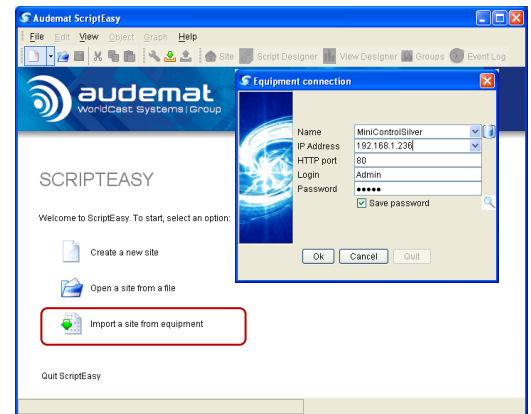 Audemat ScriptEasy
File Edit View Object Graph Help
Site Script Designer View Designer Groups Event Log
audemat
WorldCast Systems | Group
Equipment connection
Name MiniControlSilver
IP Address 192.168.1.236
HTTP port 80
Login Admin
Password •••••
Save password
Ok Cancel Quit
SCRIPTEASY
Welcome to ScriptEasy. To start, select an option:
Create a new site
Open a site from a file
Import a site from equipment
Quit ScriptEasy